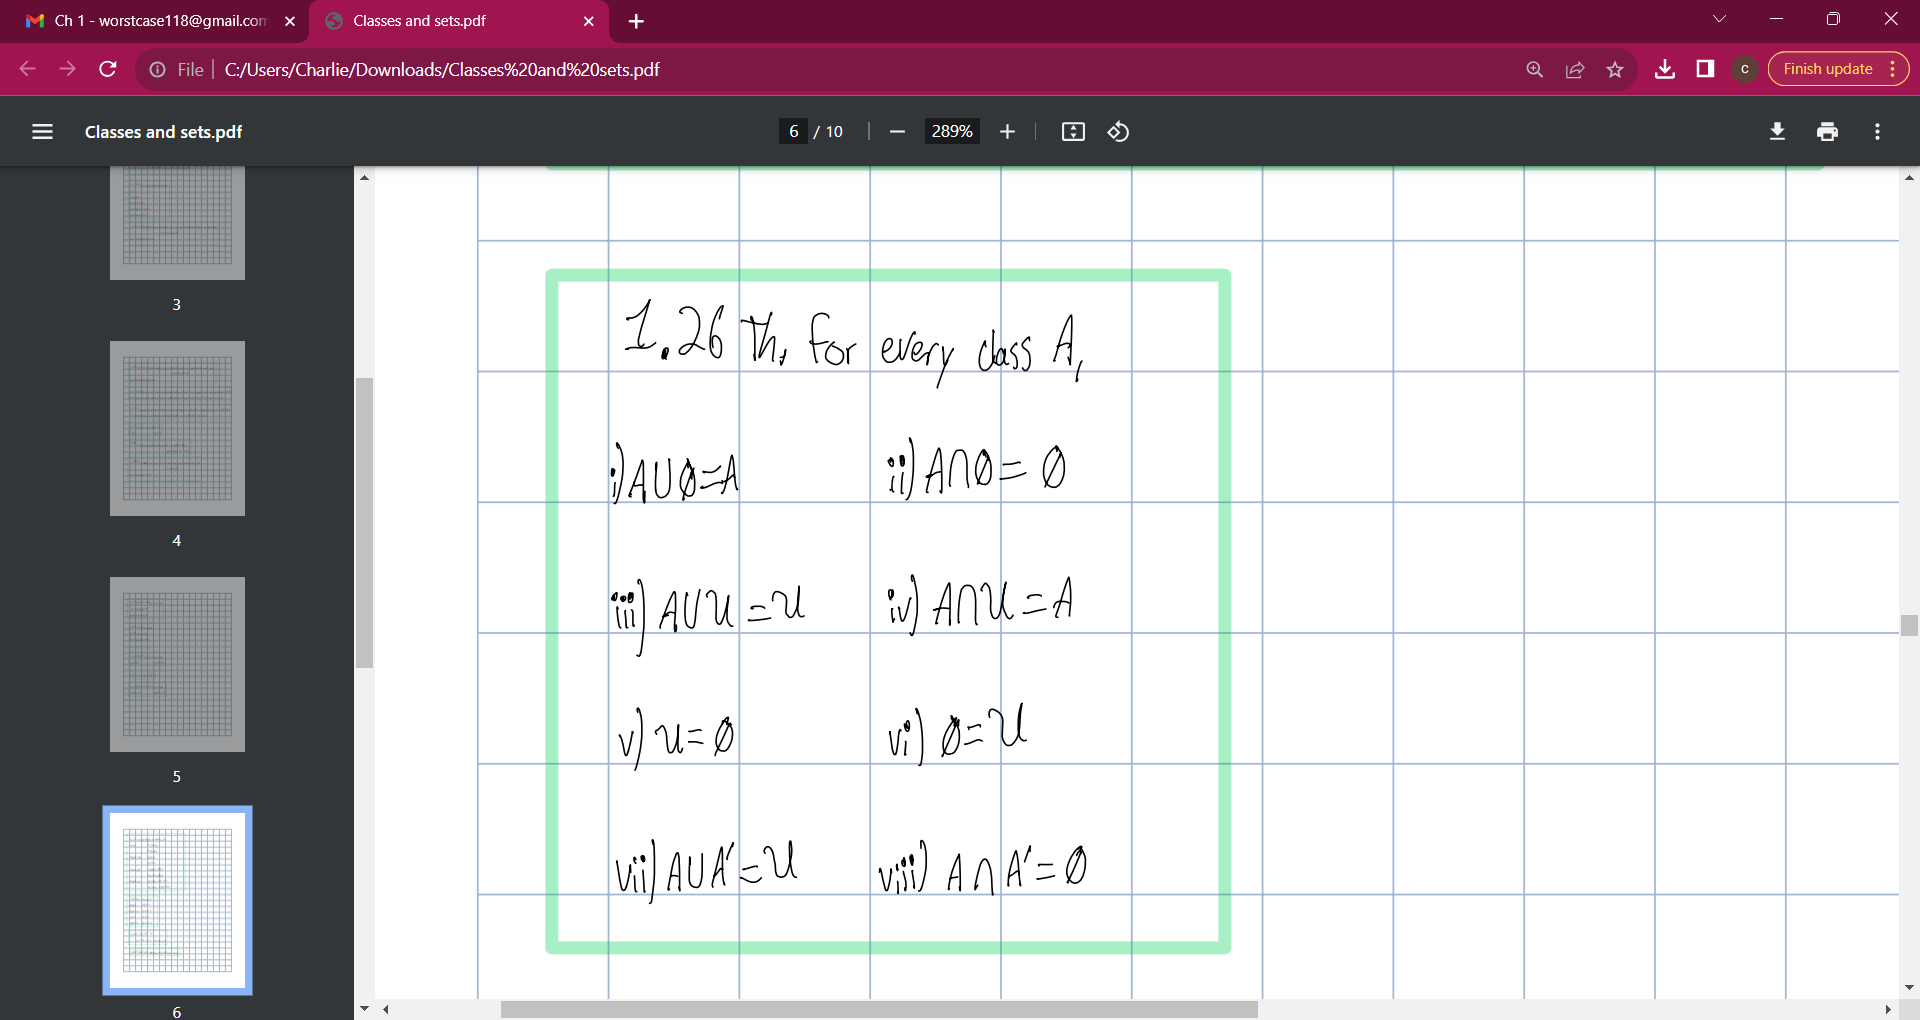 Ch 1 - worstcase118@gmail.com
Classes and sets.pdf
File
C:/Users/Charlie/Downloads/Classes%20and%20sets.pdf
C
Finish update
Classes and sets.pdf
6 / 10
289%
3
4
5
6
1.26 Th, For every class A,
i) A∪Ø=A
ii) A∩Ø=Ø
iii) A∪U=U
iv) A∩U=A
v) U=Ø
vi) Ø=U
vii) A∪A'=U
viii) A∩A'=Ø